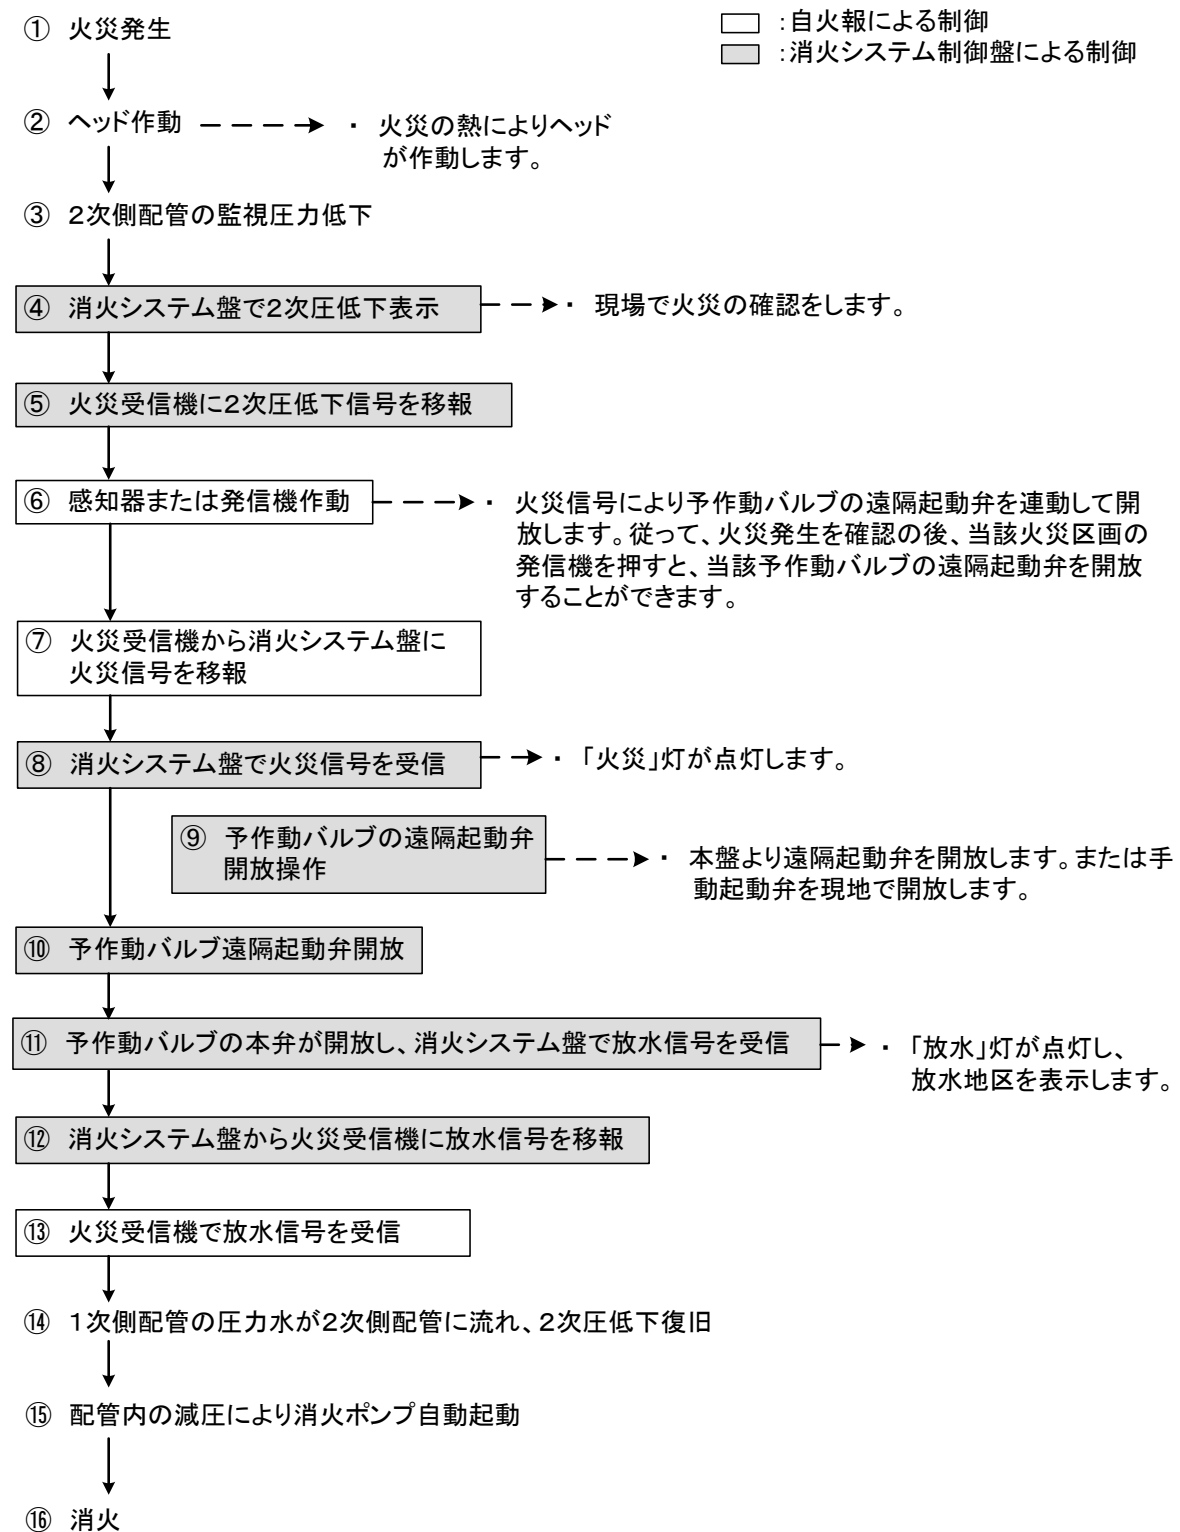 ① 火災発生
:自火報による制御
:消火システム制御盤による制御
② ヘッド作動
・ 火災の熱によりヘッド
が作動します。
③ 2次側配管の監視圧力低下
④ 消火システム盤で2次圧低下表示
・ 現場で火災の確認をします。
⑤ 火災受信機に2次圧低下信号を移報
⑥ 感知器または発信機作動
・ 火災信号により予作動バルブの遠隔起動弁を連動して開
放します。従って、火災発生を確認の後、当該火災区画の
発信機を押すと、当該予作動バルブの遠隔起動弁を開放
することができます。
⑦ 火災受信機から消火システム盤に
火災信号を移報
⑧ 消火システム盤で火災信号を受信
・ 「火災」灯が点灯します。
⑨ 予作動バルブの遠隔起動弁
開放操作
・ 本盤より遠隔起動弁を開放します。または手
動起動弁を現地で開放します。
⑩ 予作動バルブ遠隔起動弁開放
⑪ 予作動バルブの本弁が開放し、消火システム盤で放水信号を受信
・ 「放水」灯が点灯し、
放水地区を表示します。
⑫ 消火システム盤から火災受信機に放水信号を移報
⑬ 火災受信機で放水信号を受信
⑭ 1次側配管の圧力水が2次側配管に流れ、2次圧低下復旧
⑮ 配管内の減圧により消火ポンプ自動起動
⑯ 消火